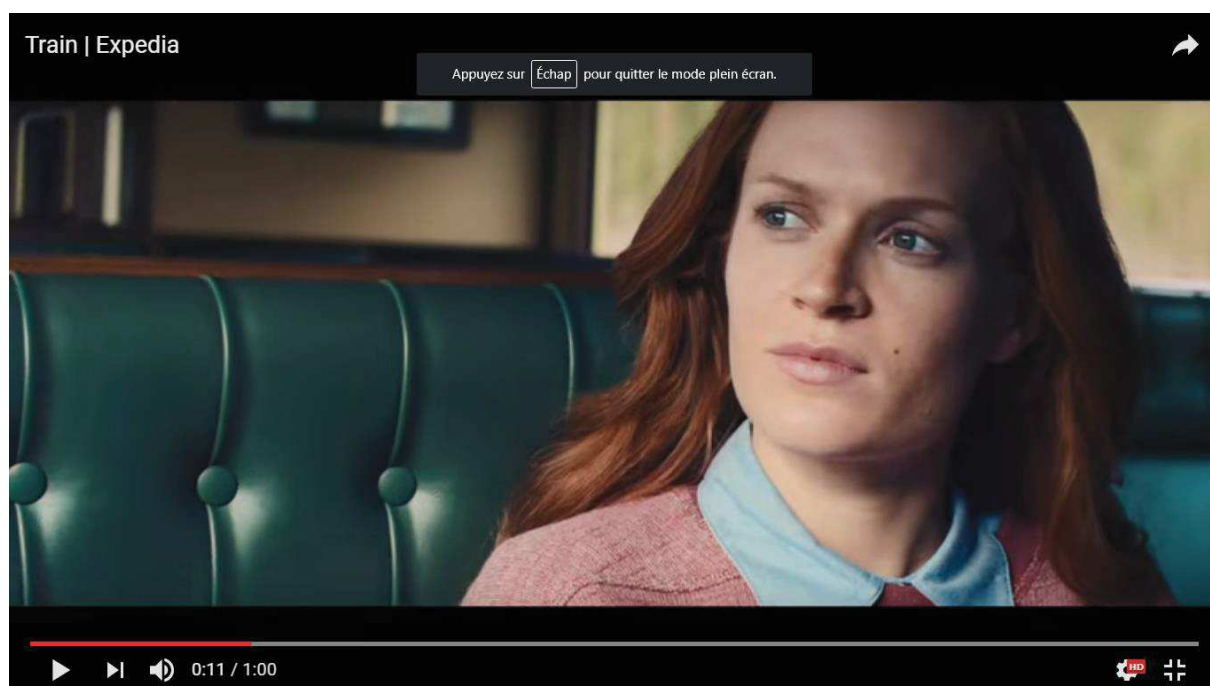 Train | Expedia
Appuyez sur Échap pour quitter le mode plein écran.
0:11 / 1:00
HD